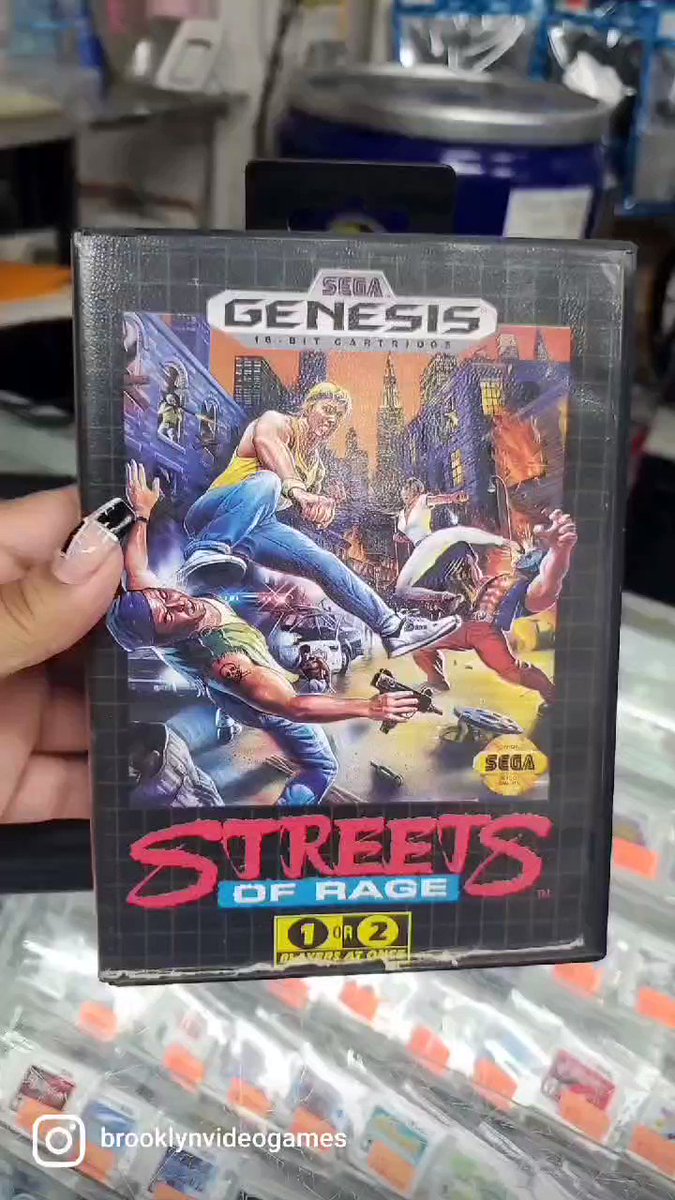 SEGA
GENESIS
16-BIT CARTRIDGE
SEGA
STREETS
OF RAGE
TM
1 OR 2
PLAYERS AT ONCE
brooklynvideogames